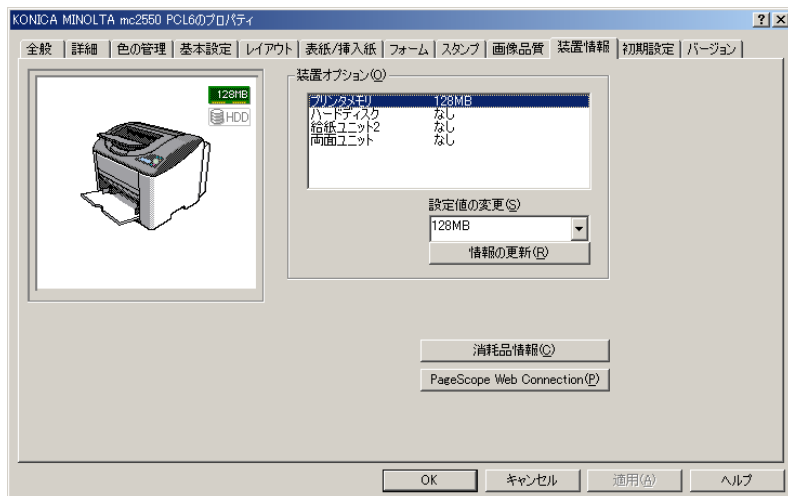 KONICA MINOLTA mc2550 PCL6のプロパティ
全般 詳細 色の管理 基本設定 レイアウト 表紙/挿入紙 フォーム スタンプ 画像品質 装置情報 初期設定 バージョン
装置オプション(O)
128MB
HDD
プリンタメモリ 128MB
ハードディスク なし
給紙ユニット2 なし
両面ユニット なし
設定値の変更(S)
128MB
情報の更新(R)
消耗品情報(C)
PageScope Web Connection(P)
OK キャンセル 適用(A) ヘルプ